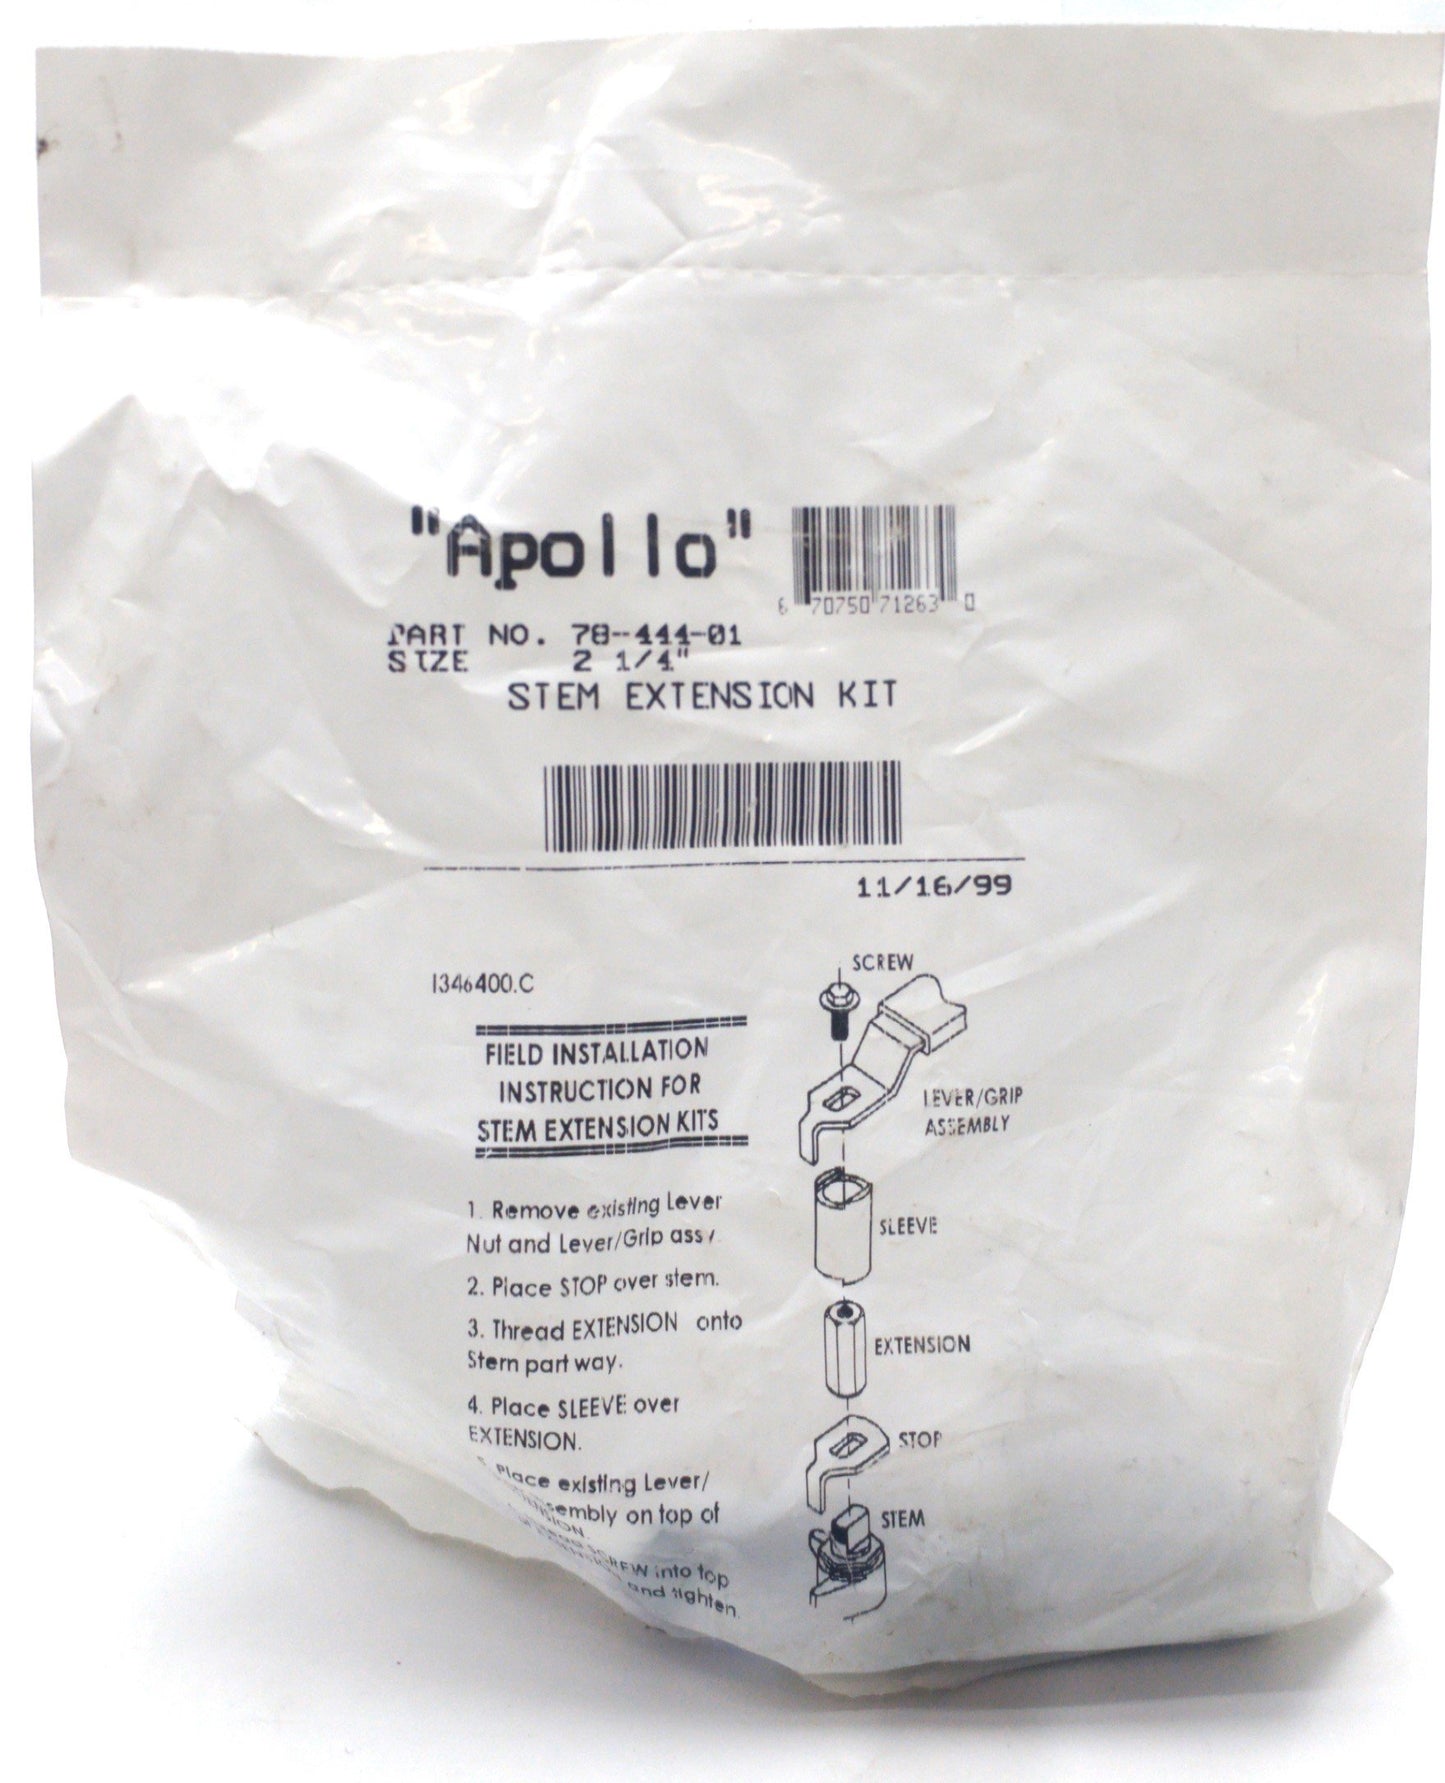 "Apollo"
6 70750 71263 0
PART NO. 78-444-01
SIZE 2 1/4"
STEM EXTENSION KIT
11/16/99
I346400.C
FIELD INSTALLATION
INSTRUCTION FOR
STEM EXTENSION KITS
1. Remove existing Lever
Nut and Lever/Grip assy
2. Place STOP over stem.
3. Thread EXTENSION onto
Stem part way.
4. Place SLEEVE over
EXTENSION.
5. Place existing Lever/
sembly on top of
SCREW into top
and tighten.
SCREW
LEVER/GRIP
ASSEMBLY
SLEEVE
EXTENSION
STOP
STEM